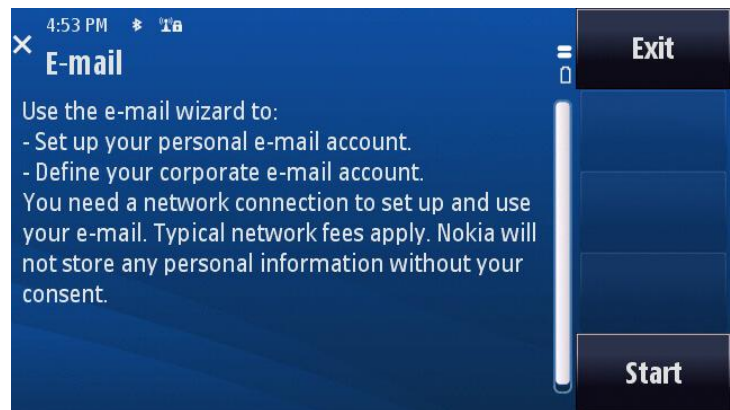 4:53 PM
E-mail
Exit
Use the e-mail wizard to:
- Set up your personal e-mail account.
- Define your corporate e-mail account.
You need a network connection to set up and use
your e-mail. Typical network fees apply. Nokia will
not store any personal information without your
consent.
Start